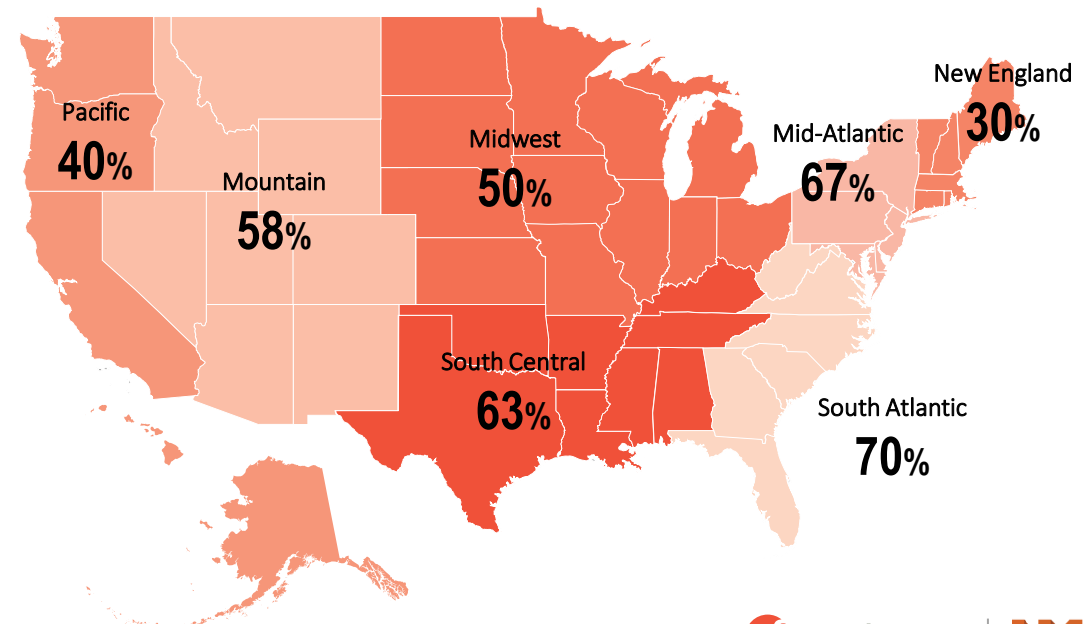 New England
30%
Pacific
40%
Midwest
50%
Mid-Atlantic
67%
Mountain
58%
South Central
63%
South Atlantic
70%